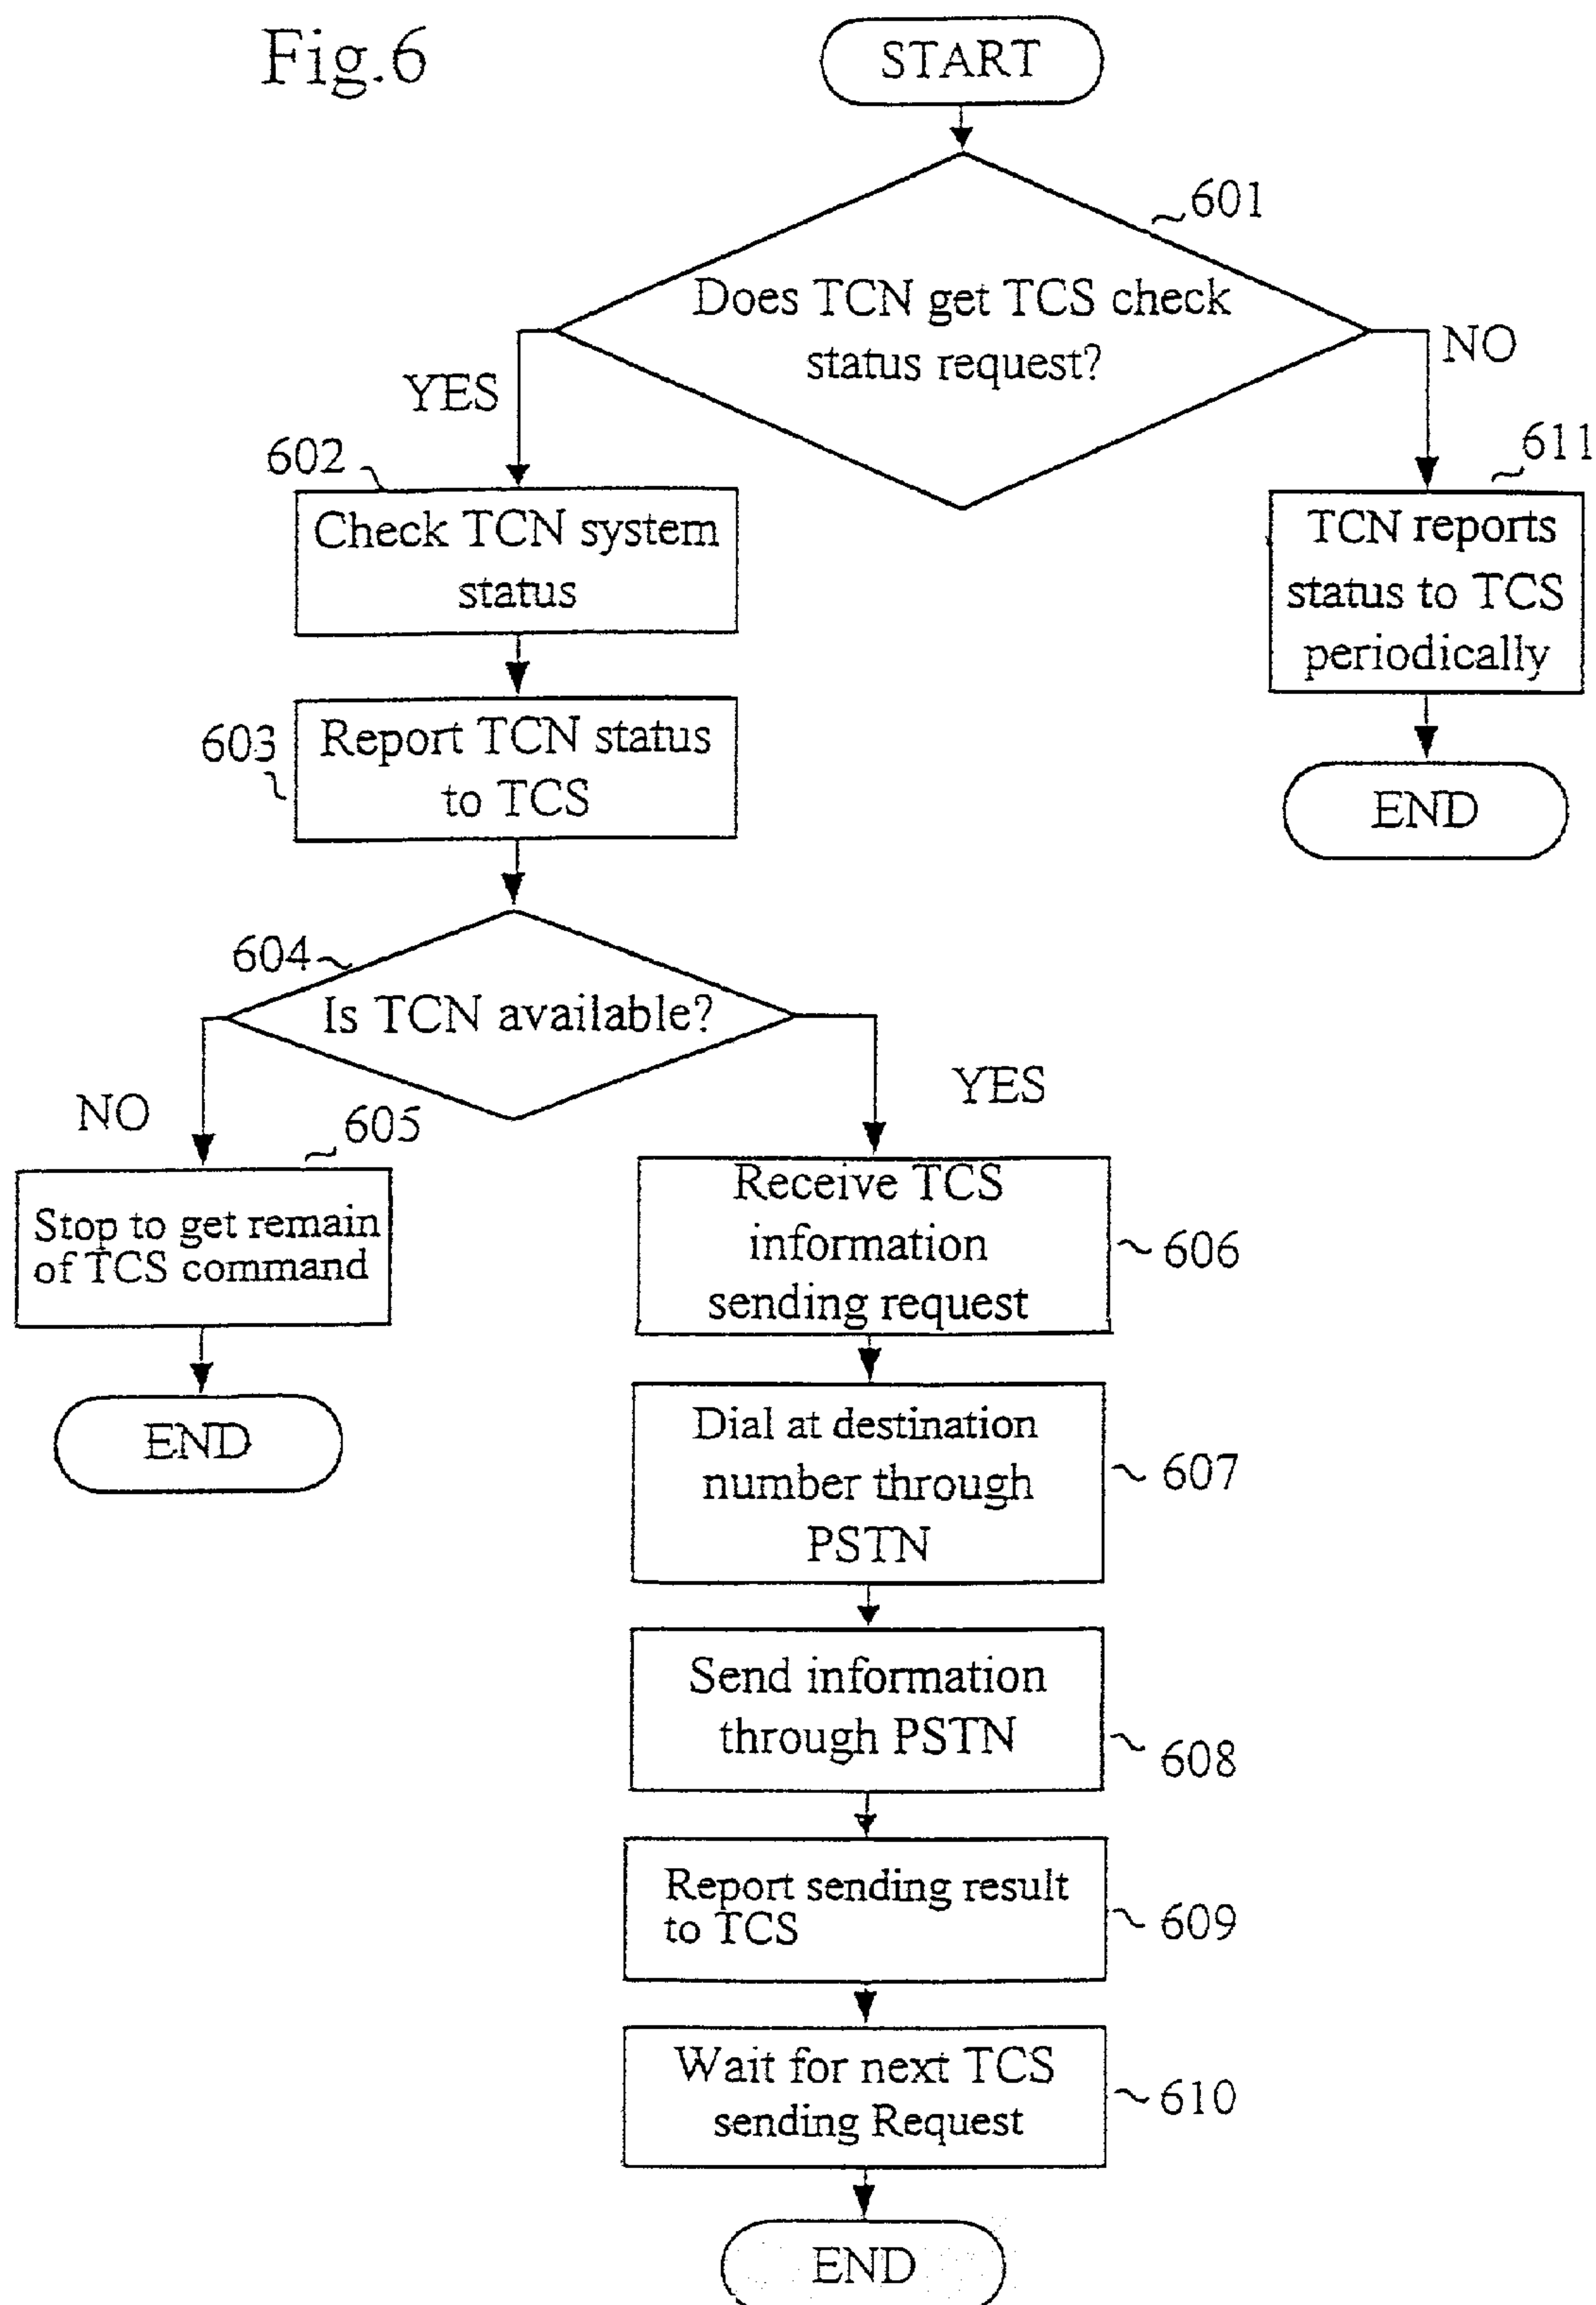 Fig.6
START
601
Does TCN get TCS check
status request?
YES
NO
602
Check TCN system
status
611
TCN reports
status to TCS
periodically
END
603
Report TCN status
to TCS
604
Is TCN available?
NO
YES
605
Stop to get remain
of TCS command
END
Receive TCS
information
sending request
606
Dial at destination
number through
PSTN
607
Send information
through PSTN
608
Report sending result
to TCS
609
Wait for next TCS
sending Request
610
END